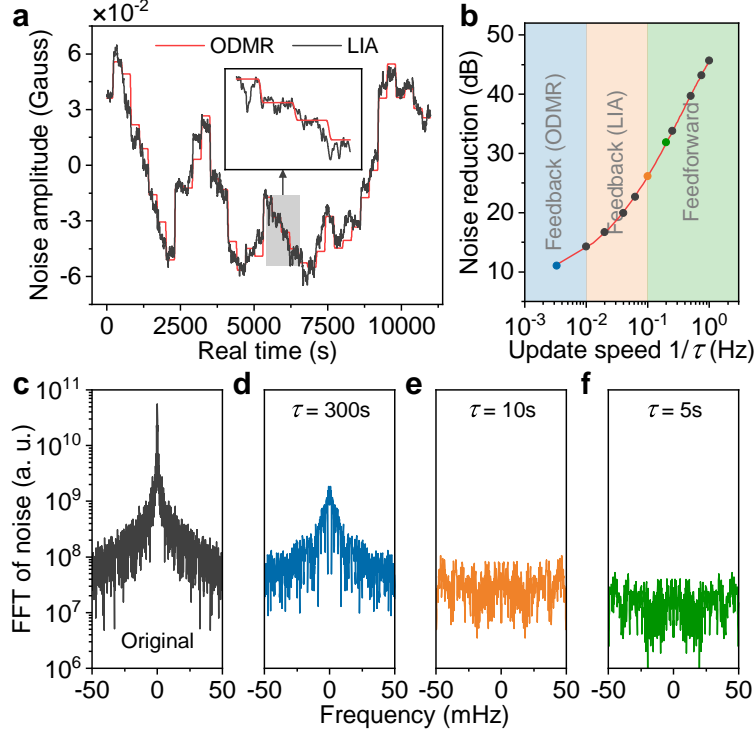 a
×10⁻²
ODMR
LIA
6
3
0
-3
-6
Noise amplitude (Gauss)
0
2500
5000
7500
10000
Real time (s)
b
50
40
30
20
10
Noise reduction (dB)
Feedback (ODMR)
Feedback (LIA)
Feedforward
10⁻³
10⁻²
10⁻¹
10⁰
Update speed 1/τ (Hz)
c
10¹¹
10¹⁰
10⁹
10⁸
10⁷
10⁶
FFT of noise (a. u.)
Original
-50
0
50
d
τ = 300s
-50
0
50
e
τ = 10s
-50
0
50
f
τ = 5s
-50
0
50
Frequency (mHz)